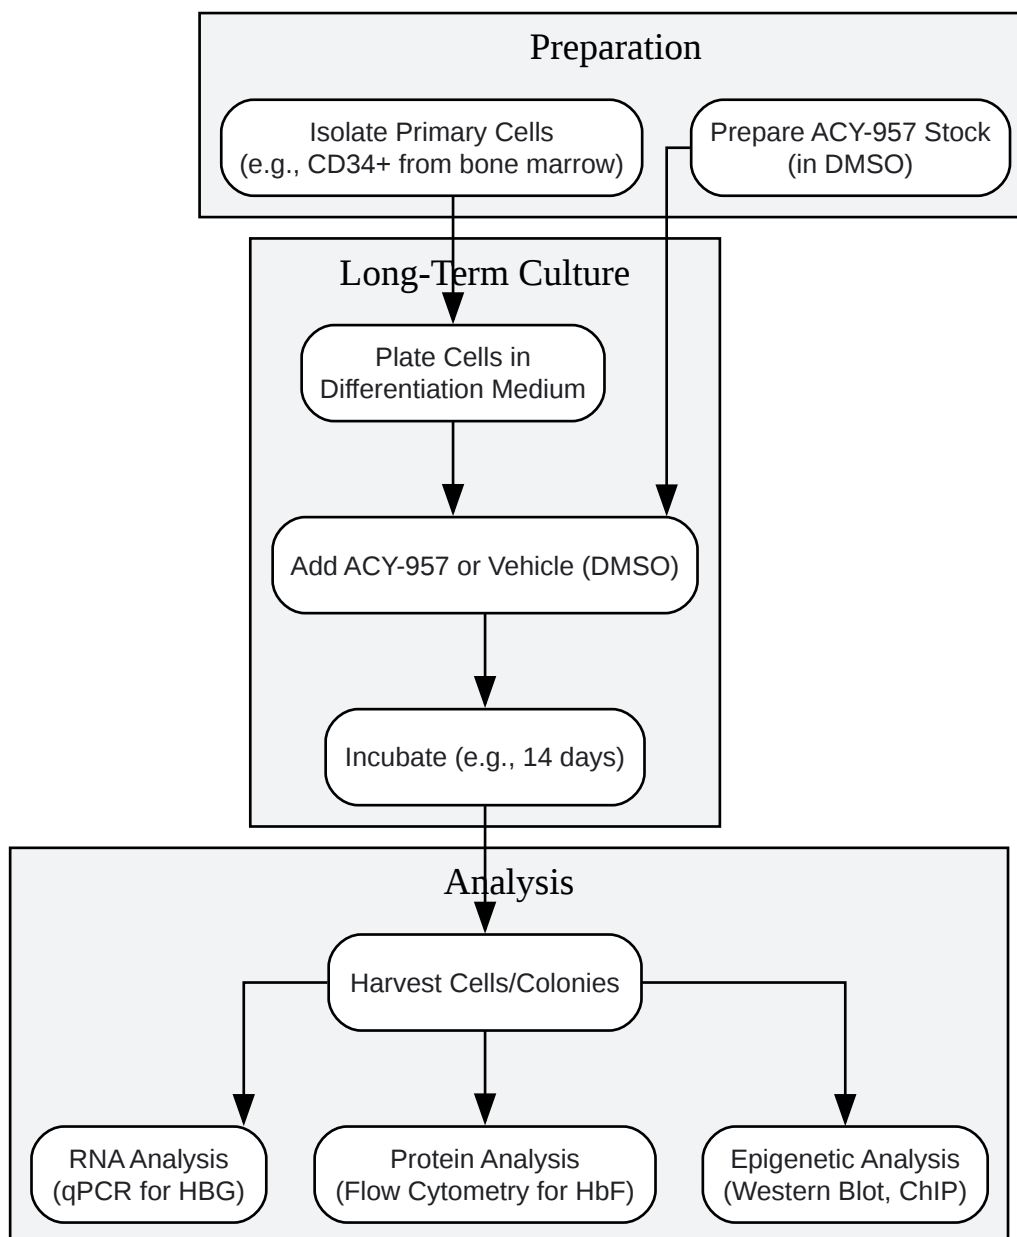 Preparation
Isolate Primary Cells
(e.g., CD34+ from bone marrow)
Prepare ACY-957 Stock
(in DMSO)
Long-Term Culture
Plate Cells in
Differentiation Medium
Add ACY-957 or Vehicle (DMSO)
Incubate (e.g., 14 days)
Analysis
Harvest Cells/Colonies
RNA Analysis
(qPCR for HBG)
Protein Analysis
(Flow Cytometry for HbF)
Epigenetic Analysis
(Western Blot, ChIP)